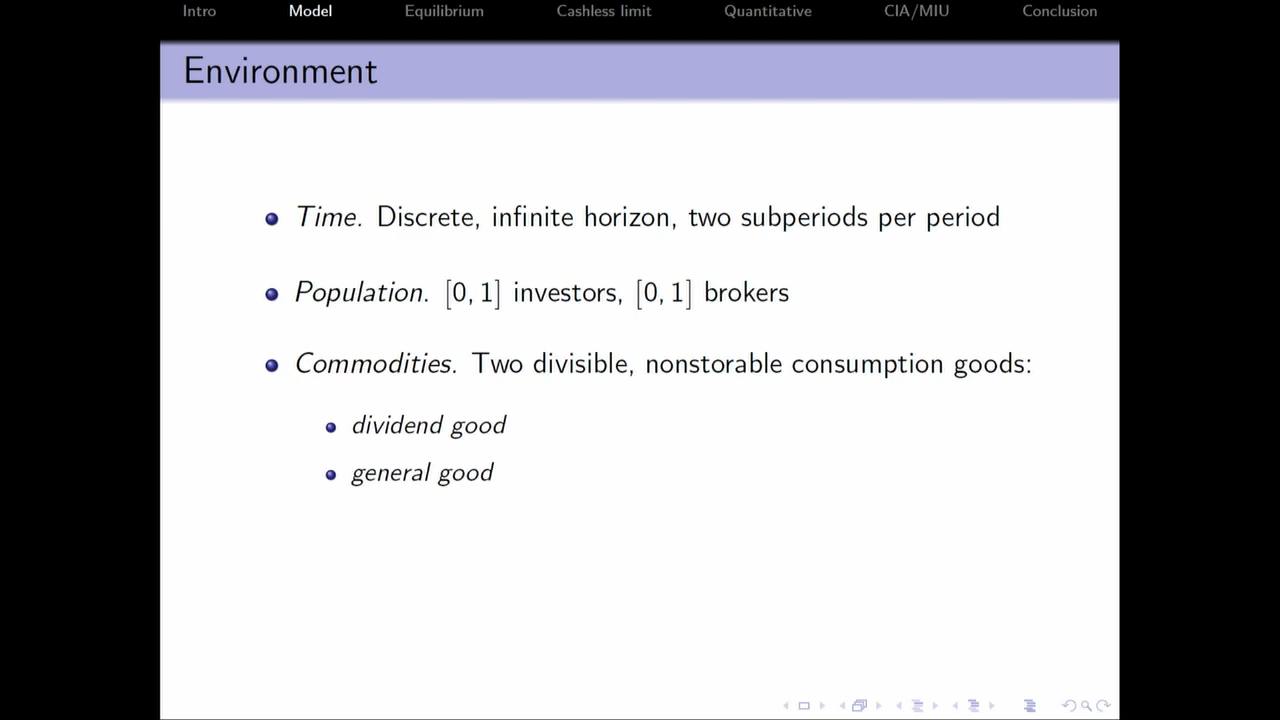 Intro Model Equilibrium Cashless limit Quantitative CIA/MIU Conclusion
Environment
Time. Discrete, infinite horizon, two subperiods per period
Population. [0, 1] investors, [0, 1] brokers
Commodities. Two divisible, nonstorable consumption goods:
dividend good
general good